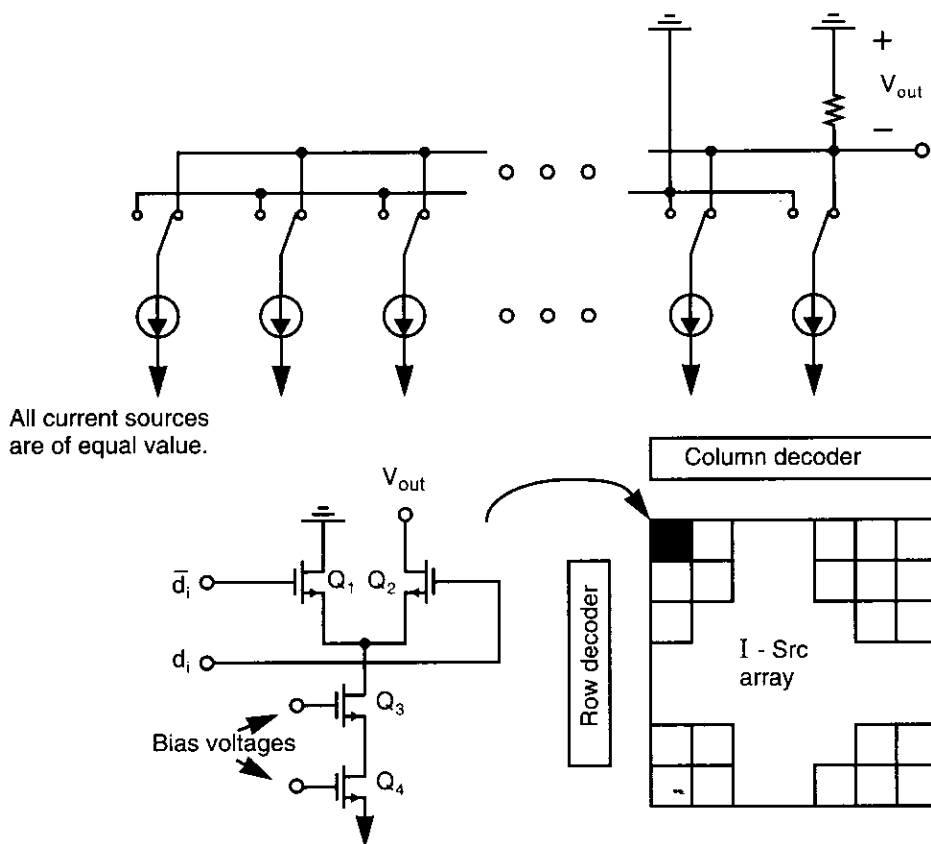 +
V_out
−
All current sources
are of equal value.
Column decoder
V_out
d̅_i
Q_1
Q_2
d_i
Row decoder
I - Src
array
Q_3
Bias voltages
Q_4